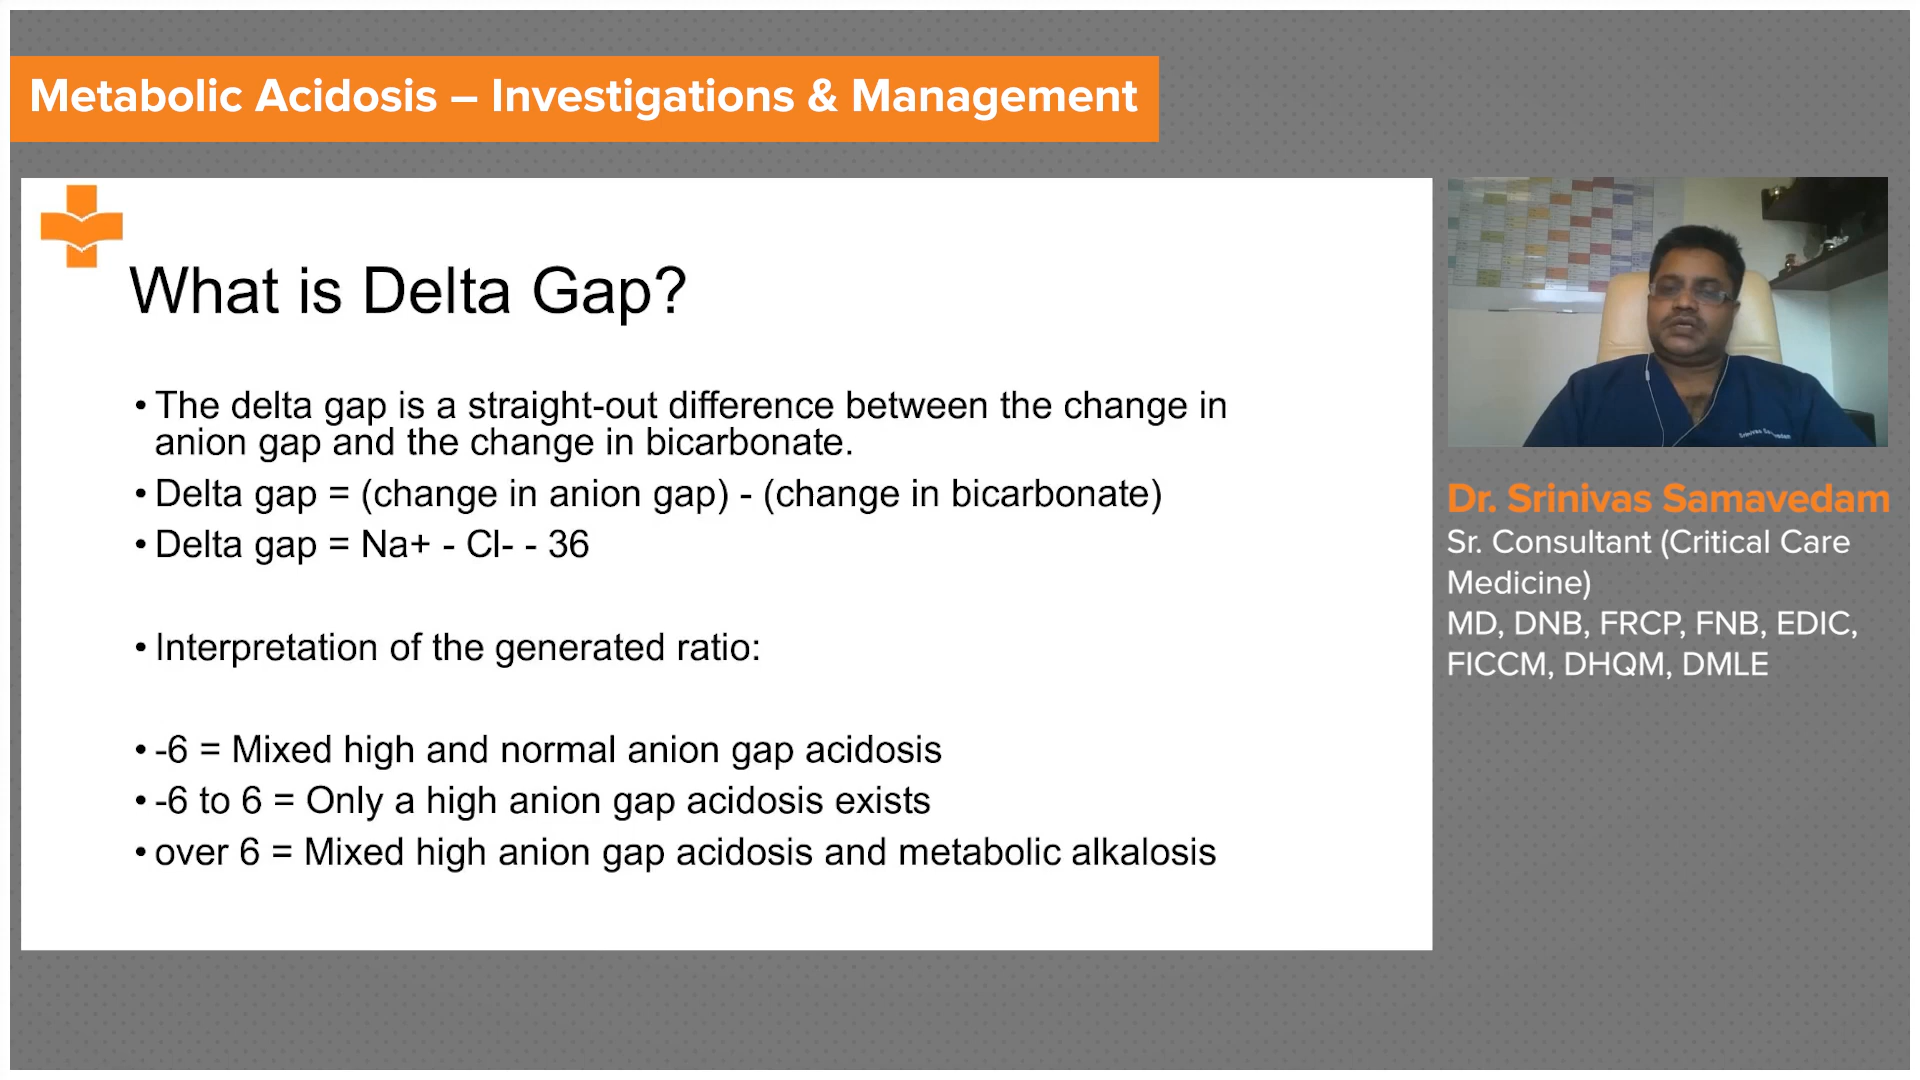 Metabolic Acidosis – Investigations & Management
What is Delta Gap?
• The delta gap is a straight-out difference between the change in
anion gap and the change in bicarbonate.
• Delta gap = (change in anion gap) - (change in bicarbonate)
• Delta gap = Na+ - Cl- - 36
• Interpretation of the generated ratio:
• -6 = Mixed high and normal anion gap acidosis
• -6 to 6 = Only a high anion gap acidosis exists
• over 6 = Mixed high anion gap acidosis and metabolic alkalosis
Dr. Srinivas Samavedam
Sr. Consultant (Critical Care
Medicine)
MD, DNB, FRCP, FNB, EDIC,
FICCM, DHQM, DMLE